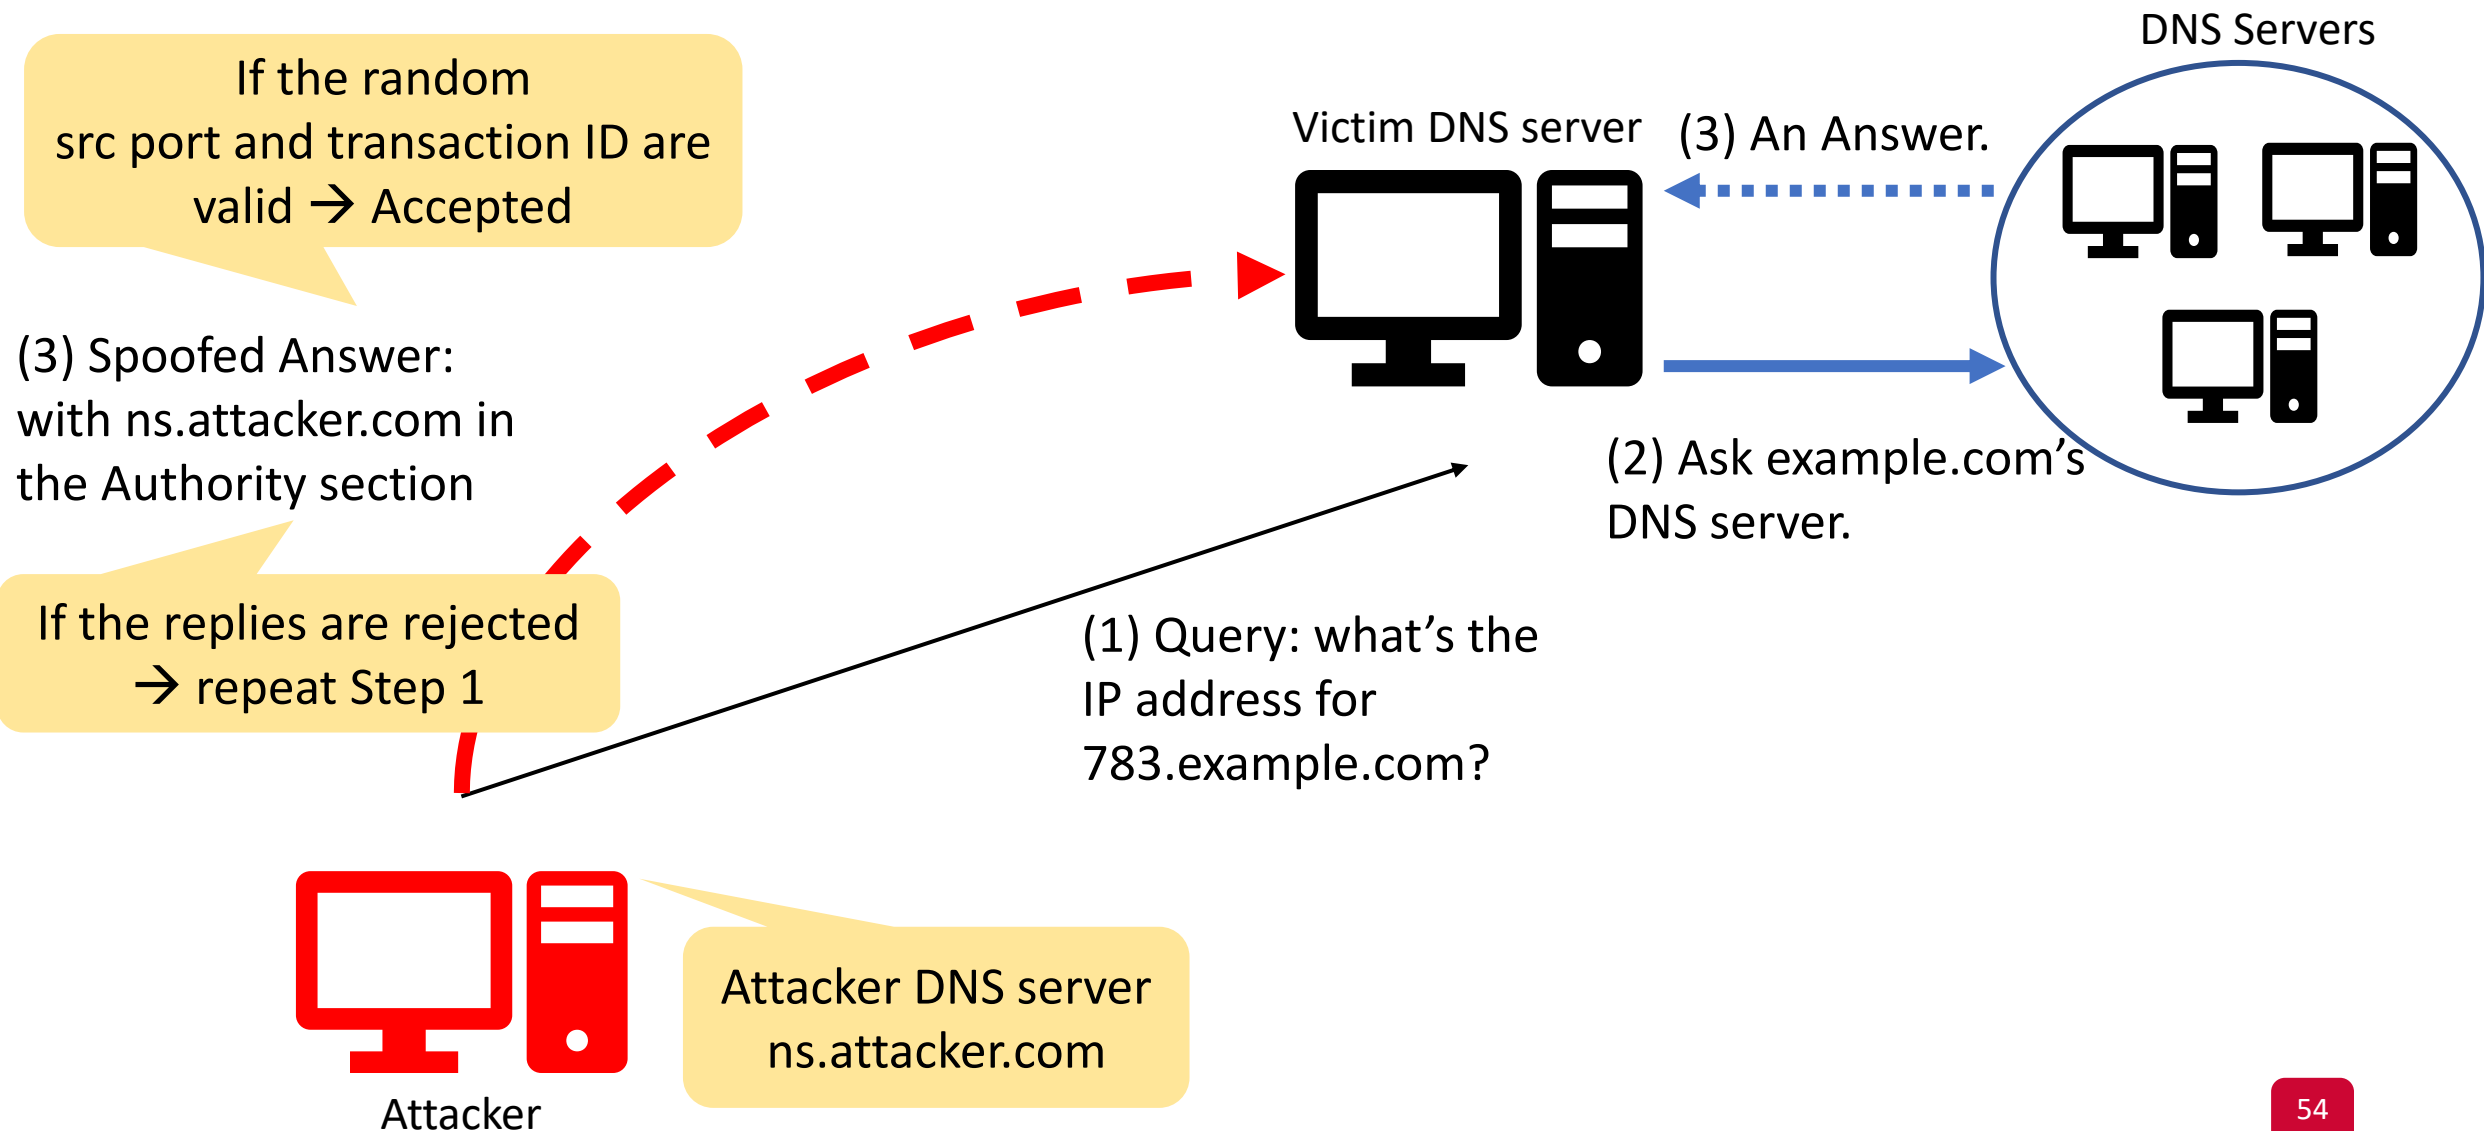 DNS Servers
If the random
src port and transaction ID are
valid → Accepted
Victim DNS server
(3) An Answer.
(3) Spoofed Answer:
with ns.attacker.com in
the Authority section
(2) Ask example.com’s
DNS server.
If the replies are rejected
→ repeat Step 1
(1) Query: what’s the
IP address for
783.example.com?
Attacker DNS server
ns.attacker.com
Attacker
54